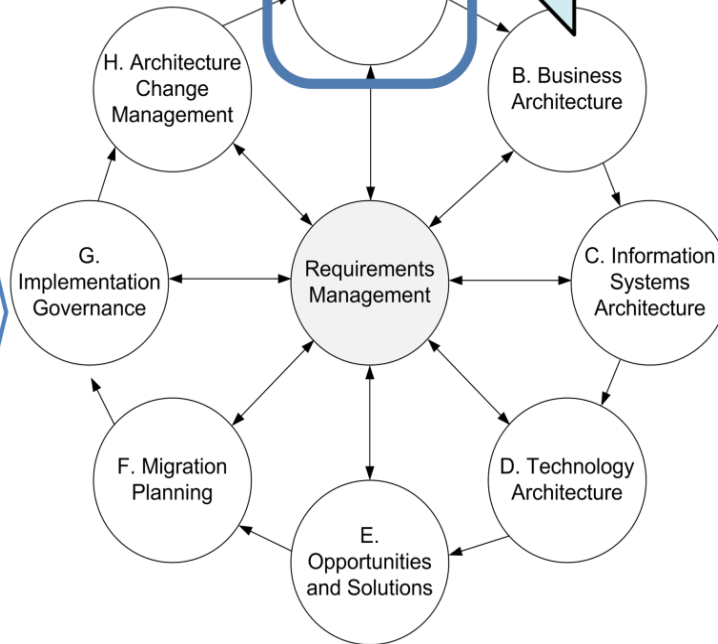 H. Architecture
Change
Management
B. Business
Architecture
G.
Implementation
Governance
Requirements
Management
C. Information
Systems
Architecture
F. Migration
Planning
D. Technology
Architecture
E.
Opportunities
and Solutions